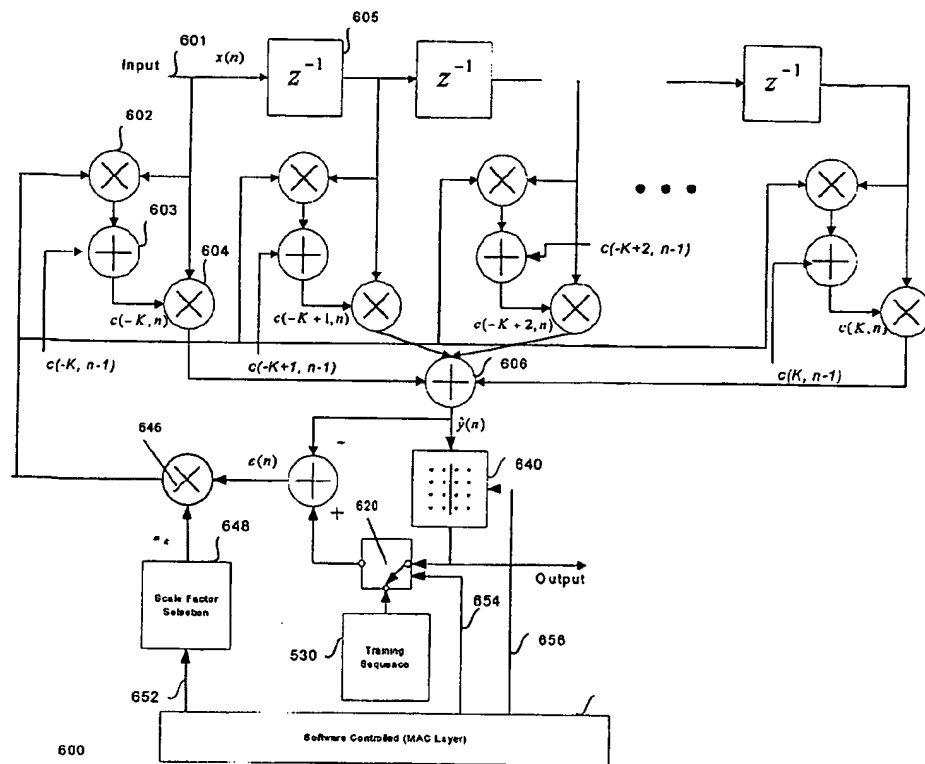 605
601
x(n)
Input
z⁻¹
z⁻¹
z⁻¹
602
603
604
c(-K+2, n-1)
c(-K,n)
c(-K+1,n)
c(-K+2,n)
c(K,n)
c(-K, n-1)
c(-K+1, n-1)
606
c(K, n-1)
ŷ(n)
-
646
ε(n)
640
+
620
648
Output
Scale Factor
Selection
654
656
530
Training
Sequence
652
Software Controlled (MAC Layer)
600